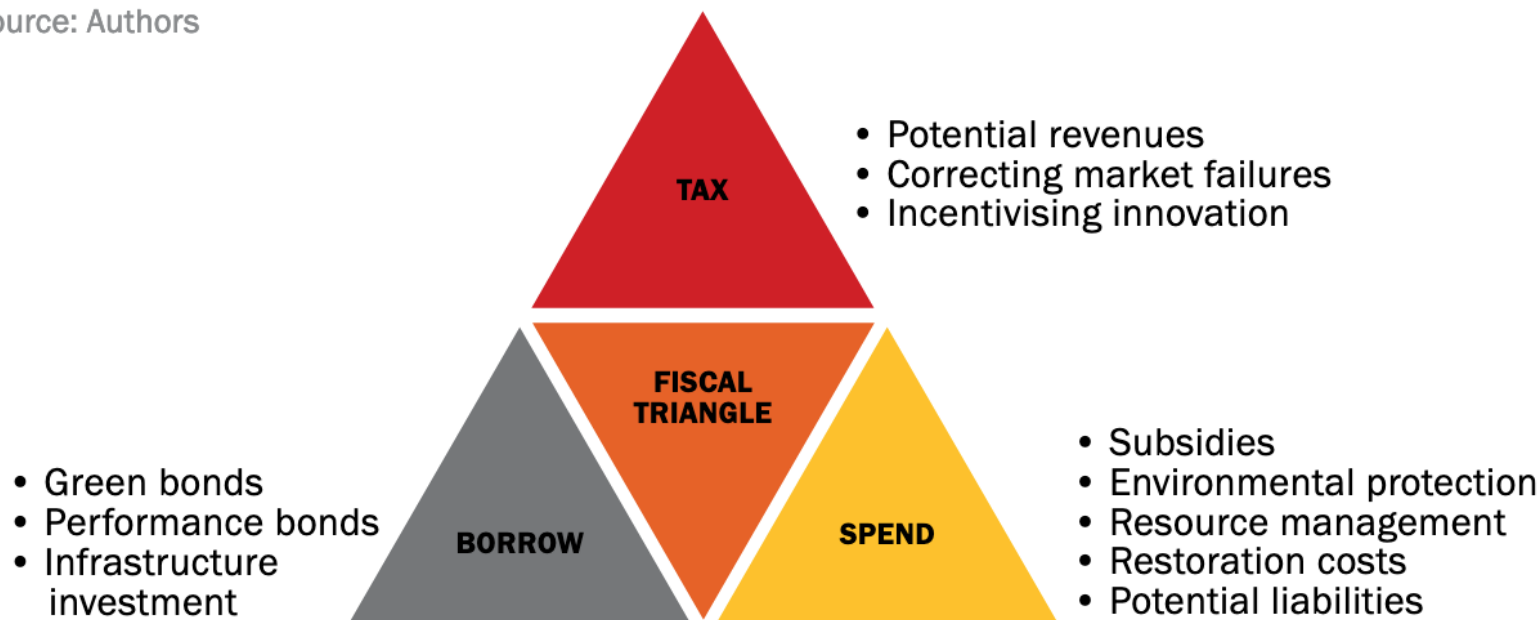 ource: Authors
TAX
• Potential revenues
• Correcting market failures
• Incentivising innovation
FISCAL
TRIANGLE
• Green bonds
• Performance bonds
• Infrastructure
investment
BORROW
SPEND
• Subsidies
• Environmental protection
• Resource management
• Restoration costs
• Potential liabilities